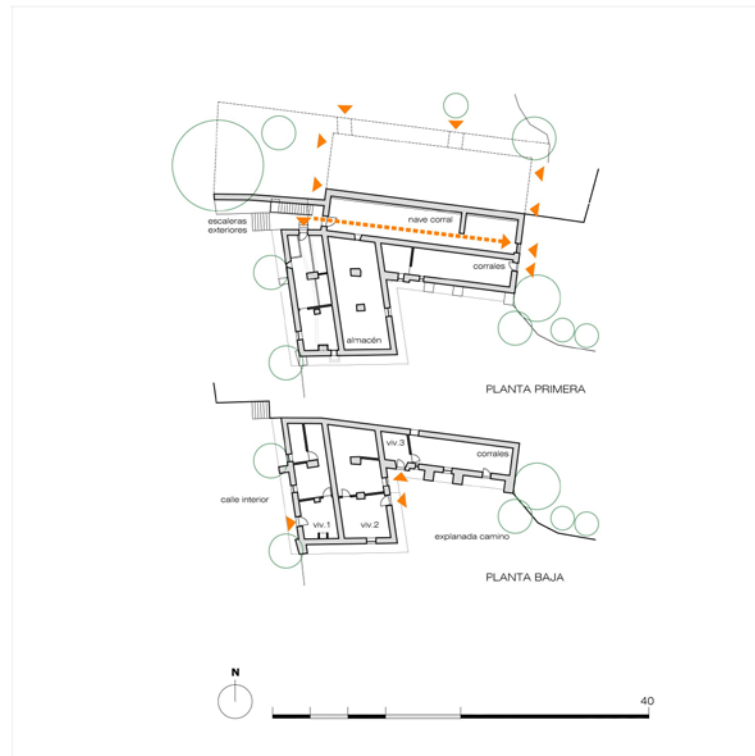 escaleras
exteriores
nave corral
corrales
almacén
PLANTA PRIMERA
viv.3
corrales
calle interior
viv.1
viv.2
explanada camino
PLANTA BAJA
N
40